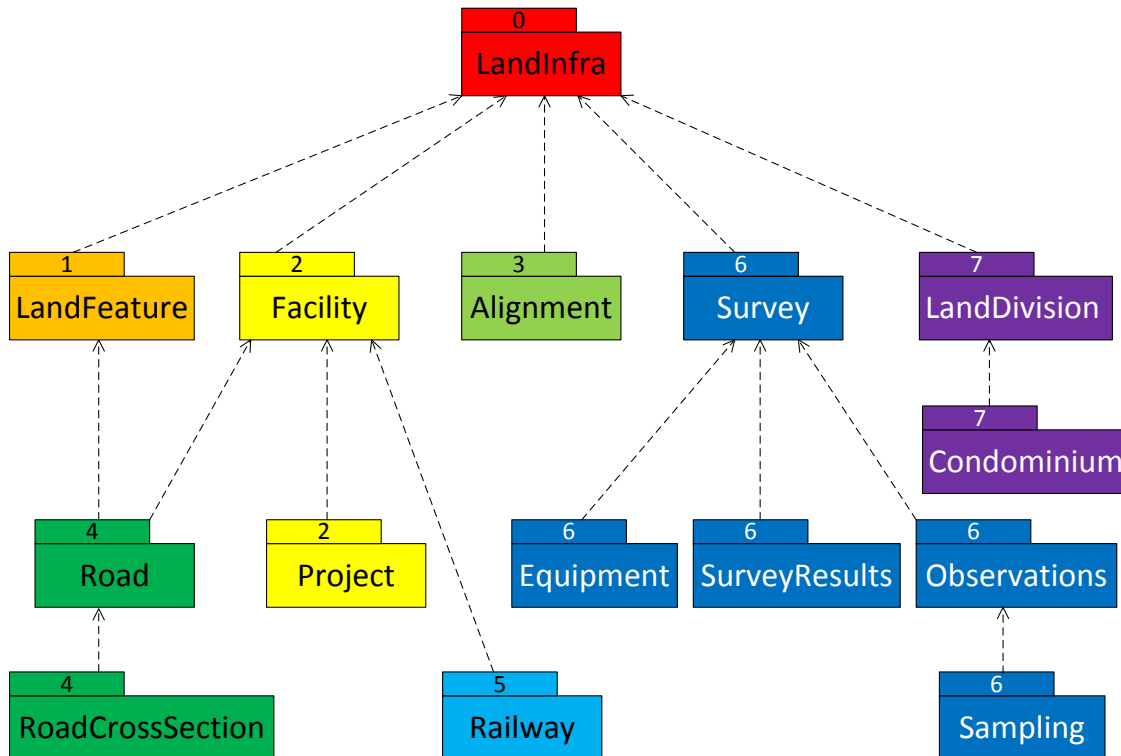 0
LandInfra
1
LandFeature
2
Facility
3
Alignment
6
Survey
7
LandDivision
7
Condominium
4
Road
2
Project
6
Equipment
6
SurveyResults
6
Observations
4
RoadCrossSection
5
Railway
6
Sampling